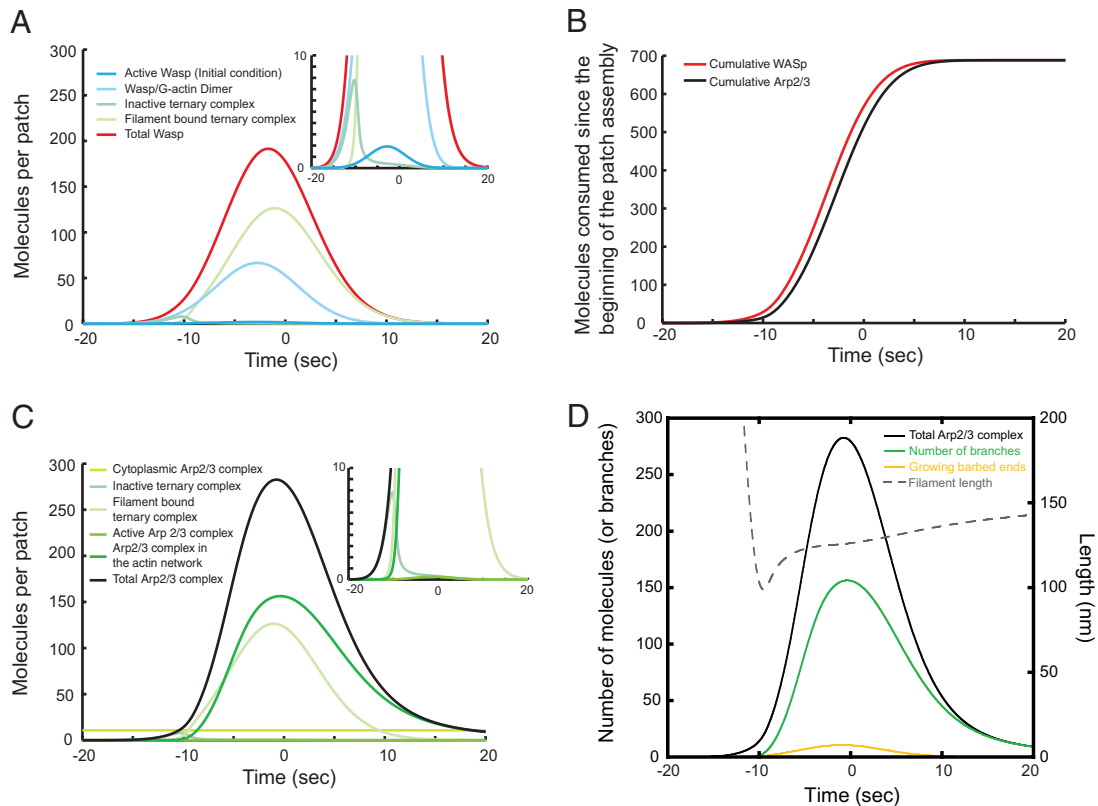 A
300
250
200
150
100
50
0
Molecules per patch
Active Wasp (Initial condition)
Wasp/G-actin Dimer
Inactive ternary complex
Filament bound ternary complex
Total Wasp
10
0
-20
0
20
-20
-10
0
10
20
Time (sec)
B
700
600
500
400
300
200
100
0
Molecules consumed since the
beginning of the patch assembly
Cumulative WASp
Cumulative Arp2/3
-20
-10
0
10
20
Time (sec)
C
300
250
200
150
100
50
0
Molecules per patch
Cytoplasmic Arp2/3 complex
Inactive ternary complex
Filament bound
ternary complex
Active Arp 2/3 complex
Arp2/3 complex in
the actin network
Total Arp2/3 complex
10
0
-20
0
20
-20
-10
0
10
20
Time (sec)
D
300
250
200
150
100
50
0
Number of molecules (or branches)
Total Arp2/3 complex
Number of branches
Growing barbed ends
Filament length
200
150
100
50
0
Length (nm)
-20
-10
0
10
20
Time (sec)